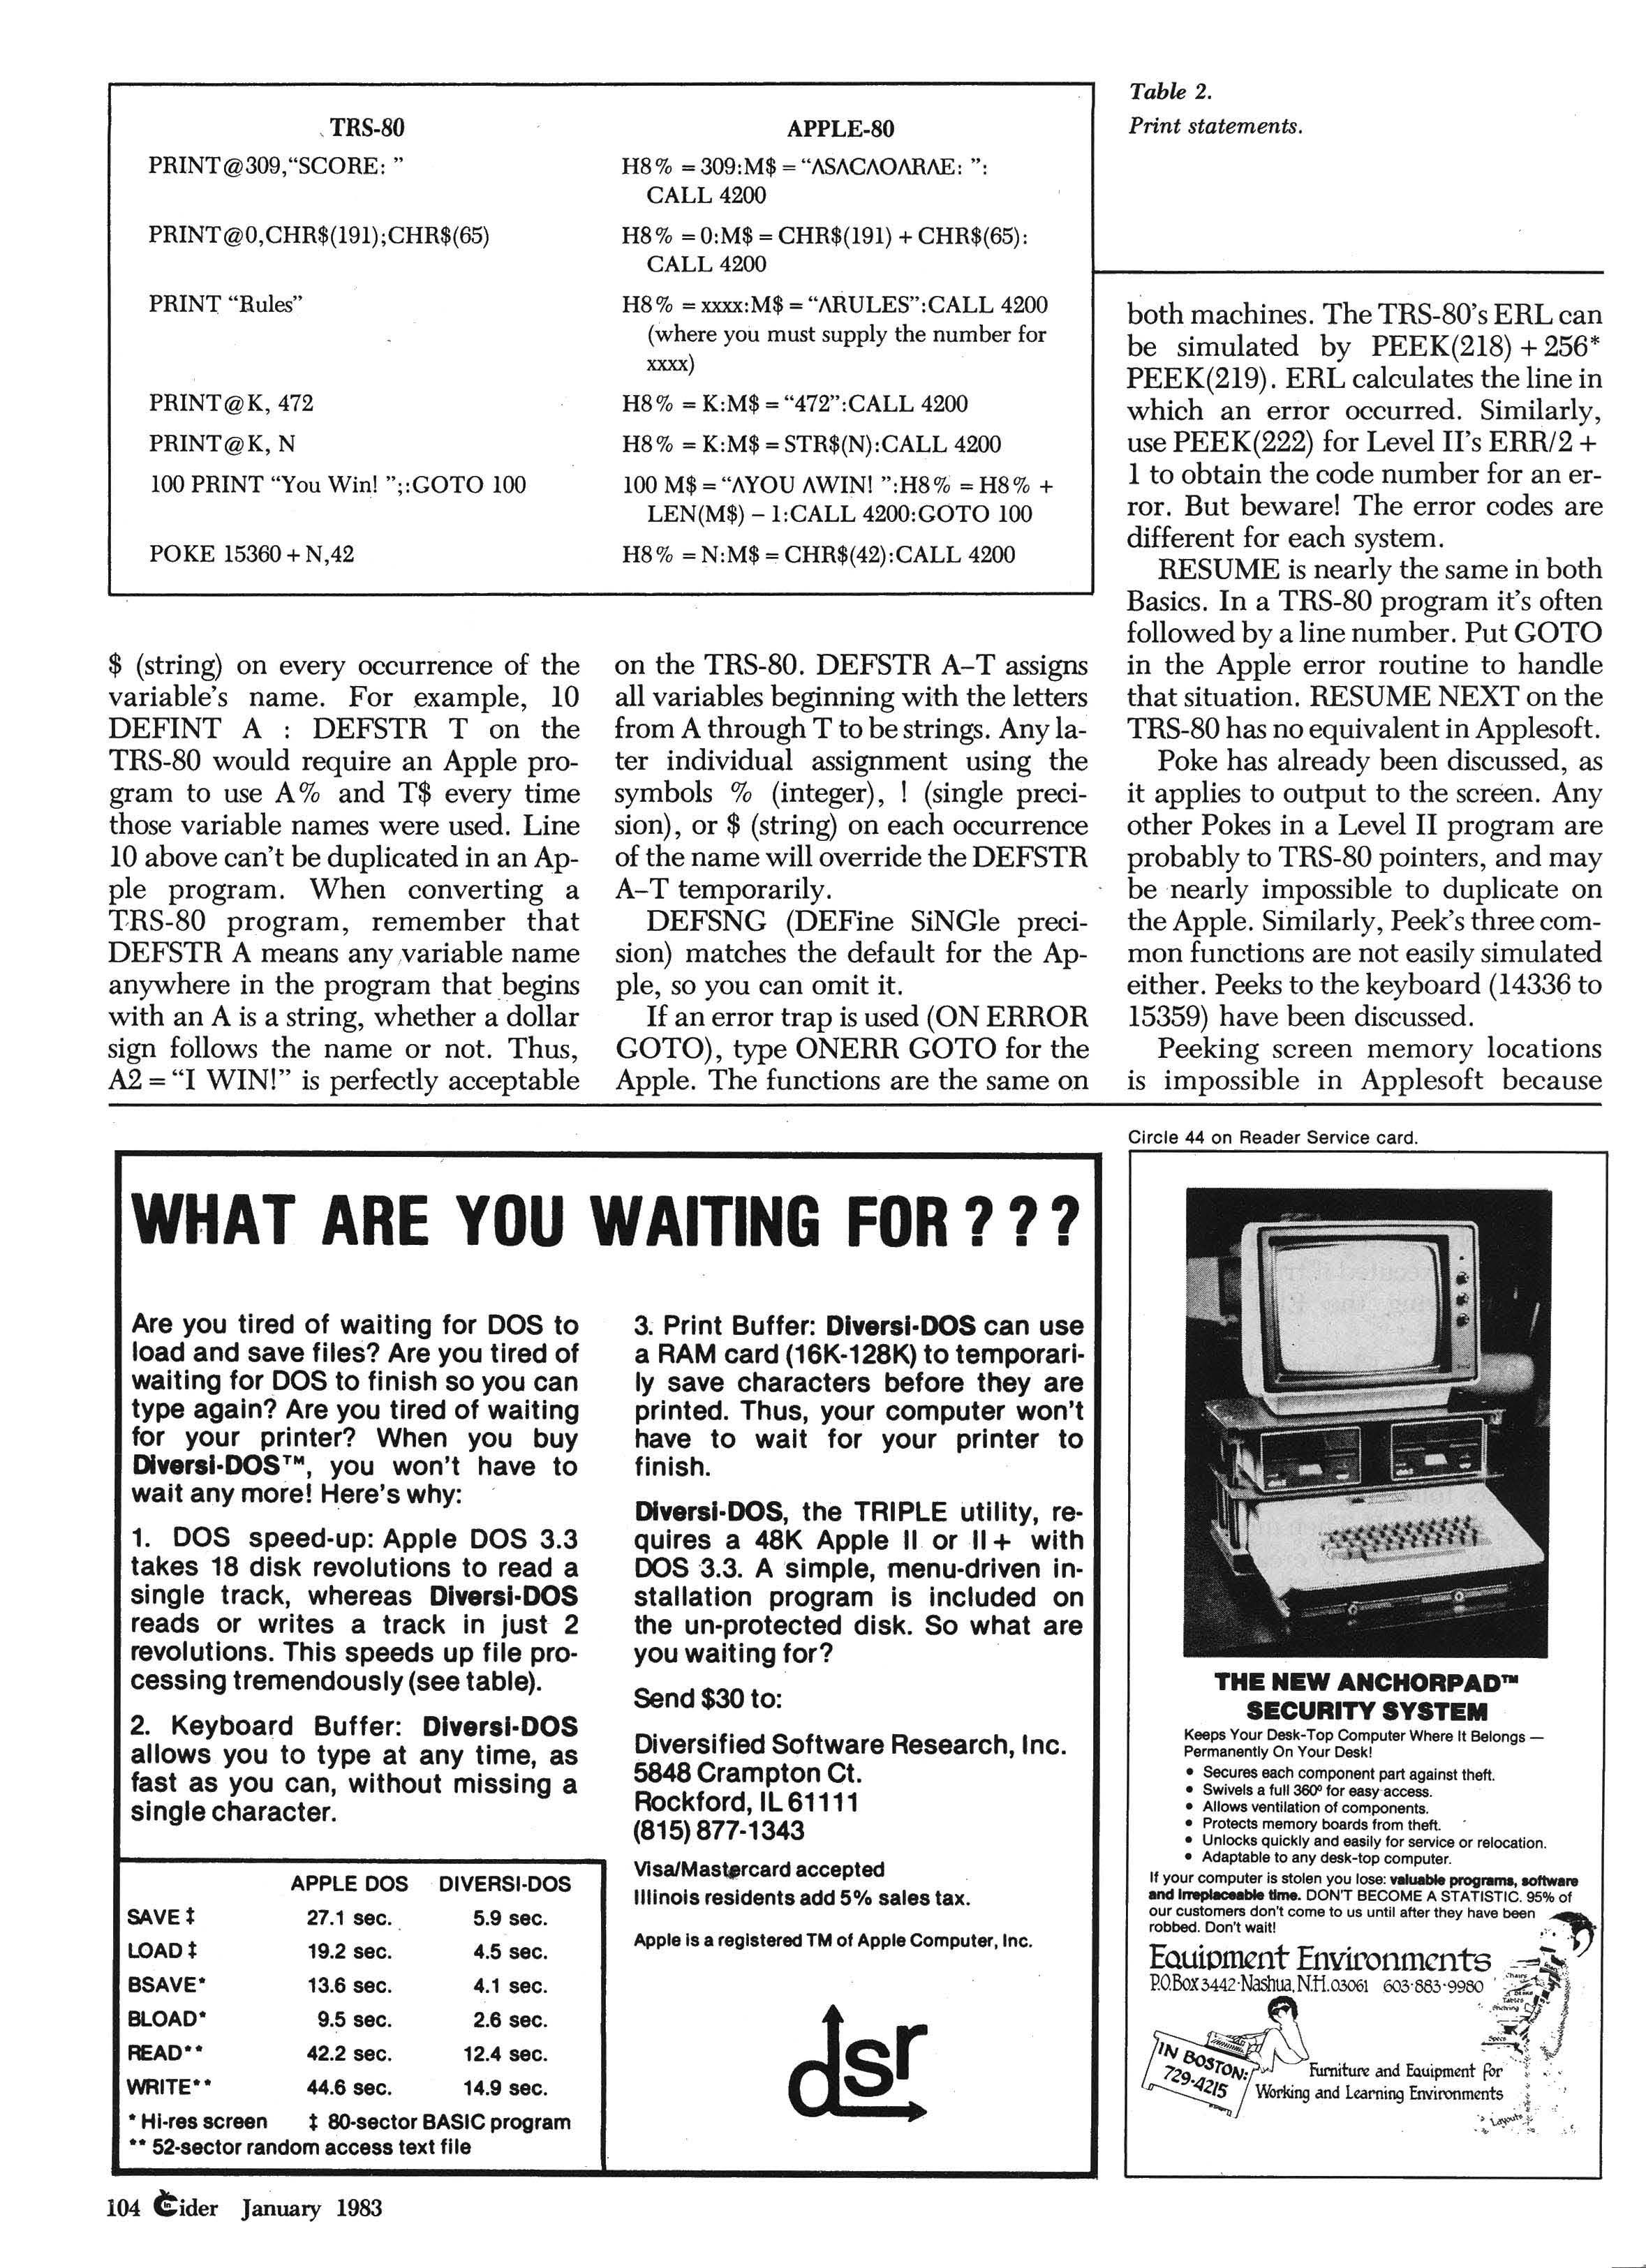 Table 2.
Print statements.
TRS-80 APPLE-80
PRINT@309,“SCORE: ” H8% = 309:M$ = “ΛSΛCΛOΛRΛE: ”:
CALL 4200
PRINT@0,CHR$(191);CHR$(65) H8% = 0:M$ = CHR$(191) + CHR$(65):
CALL 4200
PRINT “Rules” H8% = xxxx:M$ = “ΛRULES”:CALL 4200
(where you must supply the number for
xxxx)
PRINT@K, 472 H8% = K:M$ = “472”:CALL 4200
PRINT@K, N H8% = K:M$ = STR$(N):CALL 4200
100 PRINT “You Win! ”;:GOTO 100 100 M$ = “ΛYOU ΛWIN! ”:H8% = H8% +
LEN(M$) – 1:CALL 4200:GOTO 100
POKE 15360 + N,42 H8% = N:M$ = CHR$(42):CALL 4200
$ (string) on every occurrence of the
variable’s name. For example, 10
DEFINT A : DEFSTR T on the
TRS-80 would require an Apple pro-
gram to use A% and T$ every time
those variable names were used. Line
10 above can’t be duplicated in an Ap-
ple program. When converting a
TRS-80 program, remember that
DEFSTR A means any variable name
anywhere in the program that begins
with an A is a string, whether a dollar
sign follows the name or not. Thus,
A2 = “I WIN!” is perfectly acceptable
on the TRS-80. DEFSTR A–T assigns
all variables beginning with the letters
from A through T to be strings. Any la-
ter individual assignment using the
symbols % (integer), ! (single preci-
sion), or $ (string) on each occurrence
of the name will override the DEFSTR
A–T temporarily.
DEFSNG (DEFine SiNGle preci-
sion) matches the default for the Ap-
ple, so you can omit it.
If an error trap is used (ON ERROR
GOTO), type ONERR GOTO for the
Apple. The functions are the same on
both machines. The TRS-80’s ERL can
be simulated by PEEK(218) + 256*
PEEK(219). ERL calculates the line in
which an error occurred. Similarly,
use PEEK(222) for Level II’s ERR/2 +
1 to obtain the code number for an er-
ror. But beware! The error codes are
different for each system.
RESUME is nearly the same in both
Basics. In a TRS-80 program it’s often
followed by a line number. Put GOTO
in the Apple error routine to handle
that situation. RESUME NEXT on the
TRS-80 has no equivalent in Applesoft.
Poke has already been discussed, as
it applies to output to the screen. Any
other Pokes in a Level II program are
probably to TRS-80 pointers, and may
be nearly impossible to duplicate on
the Apple. Similarly, Peek’s three com-
mon functions are not easily simulated
either. Peeks to the keyboard (14336 to
15359) have been discussed.
Peeking screen memory locations
is impossible in Applesoft because
WHAT ARE YOU WAITING FOR???
Are you tired of waiting for DOS to
load and save files? Are you tired of
waiting for DOS to finish so you can
type again? Are you tired of waiting
for your printer? When you buy
Diversi-DOS™, you won’t have to
wait any more! Here’s why:
1. DOS speed-up: Apple DOS 3.3
takes 18 disk revolutions to read a
single track, whereas Diversi-DOS
reads or writes a track in just 2
revolutions. This speeds up file pro-
cessing tremendously (see table).
2. Keyboard Buffer: Diversi-DOS
allows you to type at any time, as
fast as you can, without missing a
single character.
APPLE DOS DIVERSI-DOS
SAVE ‡ 27.1 sec. 5.9 sec.
LOAD ‡ 19.2 sec. 4.5 sec.
BSAVE* 13.6 sec. 4.1 sec.
BLOAD* 9.5 sec. 2.6 sec.
READ** 42.2 sec. 12.4 sec.
WRITE** 44.6 sec. 14.9 sec.
* Hi-res screen ‡ 80-sector BASIC program
** 52-sector random access text file
3. Print Buffer: Diversi-DOS can use
a RAM card (16K-128K) to temporari-
ly save characters before they are
printed. Thus, your computer won’t
have to wait for your printer to
finish.
Diversi-DOS, the TRIPLE utility, re-
quires a 48K Apple II or II+ with
DOS 3.3. A simple, menu-driven in-
stallation program is included on
the un-protected disk. So what are
you waiting for?
Send $30 to:
Diversified Software Research, Inc.
5848 Crampton Ct.
Rockford, IL 61111
(815) 877-1343
Visa/Mastercard accepted
Illinois residents add 5% sales tax.
Apple is a registered TM of Apple Computer, Inc.
dsr
Circle 44 on Reader Service card.
THE NEW ANCHORPAD™
SECURITY SYSTEM
Keeps Your Desk-Top Computer Where It Belongs —
Permanently On Your Desk!
• Secures each component part against theft.
• Swivels a full 360º for easy access.
• Allows ventilation of components.
• Protects memory boards from theft.
• Unlocks quickly and easily for service or relocation.
• Adaptable to any desk-top computer.
If your computer is stolen you lose: valuable programs, software
and irreplaceable time. DON’T BECOME A STATISTIC. 95% of
our customers don’t come to us until after they have been
robbed. Don’t wait!
Equipment Environments
P.O. Box 3442·Nashua, N.H. 03061 603·883·9980
Chairs
Tables
Specs
IN BOSTON:
729-4215
Furniture and Equipment for
Working and Learning Environments
Layouts
104 inCider January 1983